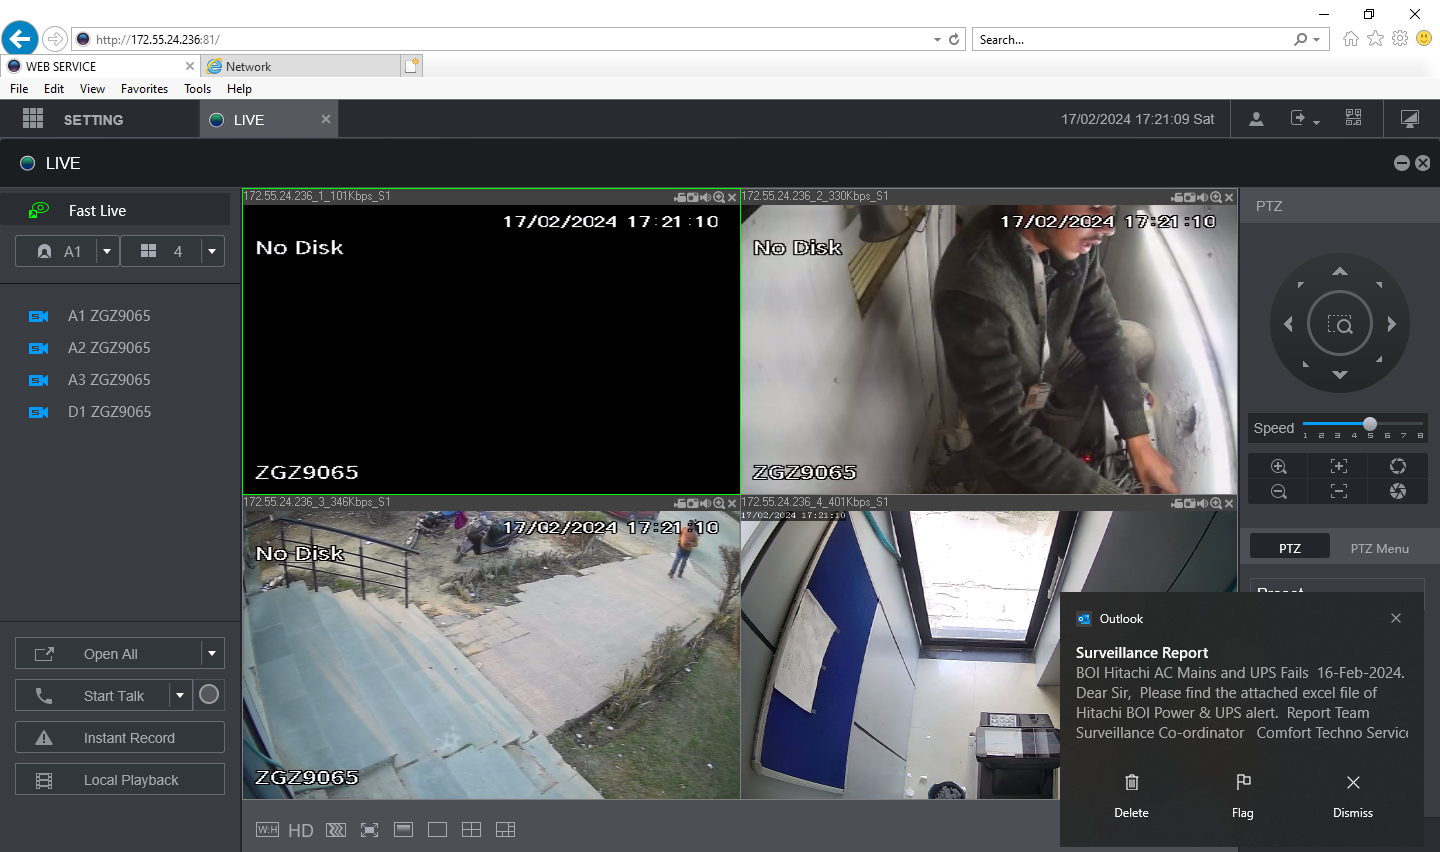 http://172.55.24.236:81/
Search...
WEB SERVICE
Network
File Edit View Favorites Tools Help
SETTING
LIVE
17/02/2024 17:21:09 Sat
LIVE
Fast Live
A1
4
A1 ZGZ9065
A2 ZGZ9065
A3 ZGZ9065
D1 ZGZ9065
Open All
Start Talk
Instant Record
Local Playback
172.55.24.236_1_101Kbps_S1
17/02/2024 17:21:10
No Disk
ZGZ9065
172.55.24.236_2_330Kbps_S1
17/02/2024 17:21:10
No Disk
ZGZ9065
172.55.24.236_3_346Kbps_S1
17/02/2024 17:21:10
No Disk
ZGZ9065
172.55.24.236_4_401Kbps_S1
17/02/2024 17:21:10
W:H HD
PTZ
Speed
1 2 3 4 5 6 7 8
PTZ PTZ Menu
Preset
Outlook
Surveillance Report
BOI Hitachi AC Mains and UPS Fails 16-Feb-2024.
Dear Sir, Please find the attached excel file of
Hitachi BOI Power & UPS alert. Report Team
Surveillance Co-ordinator Comfort Techno Service
Delete Flag Dismiss